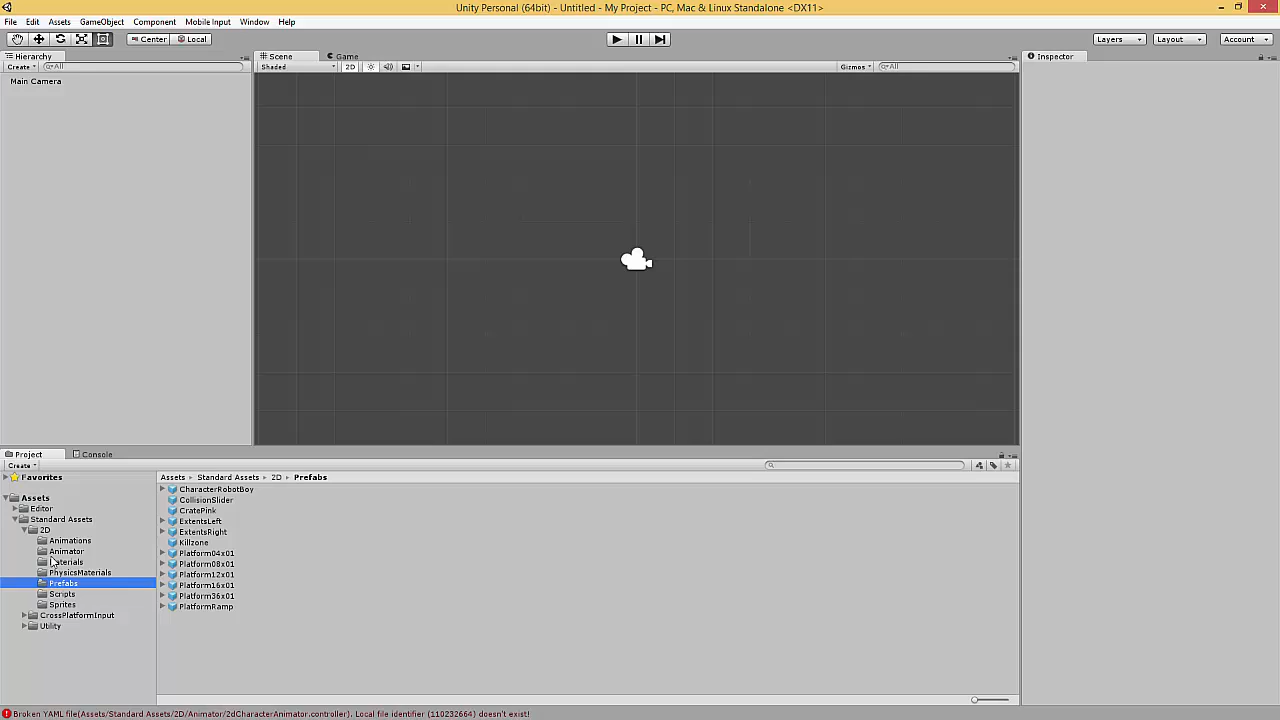 Unity Personal (64bit) - Untitled - My Project - PC, Mac & Linux Standalone <DX11>
File Edit Assets GameObject Component Mobile Input Window Help
Center Local Layers Layout Account
Hierarchy Scene Game Inspector
Create All Shaded 2D Gizmos All
Main Camera
Project Console
Create
Favorites Assets Standard Assets 2D Prefabs
CharacterRobotBoy
Assets CollisionSlider
Editor CratePink
Standard Assets ExtentsLeft
2D ExtentsRight
Animations Killzone
Animator Platform04x01
aterials Platform08x01
PhysicsMaterials Platform12x01
Prefabs Platform16x01
Scripts Platform36x01
Sprites PlatformRamp
CrossPlatformInput
Utility
Broken YAML file(Assets/Standard Assets/2D/Animator/2dCharacterAnimator.controller). Local file identifier (110232664) doesn't exist!